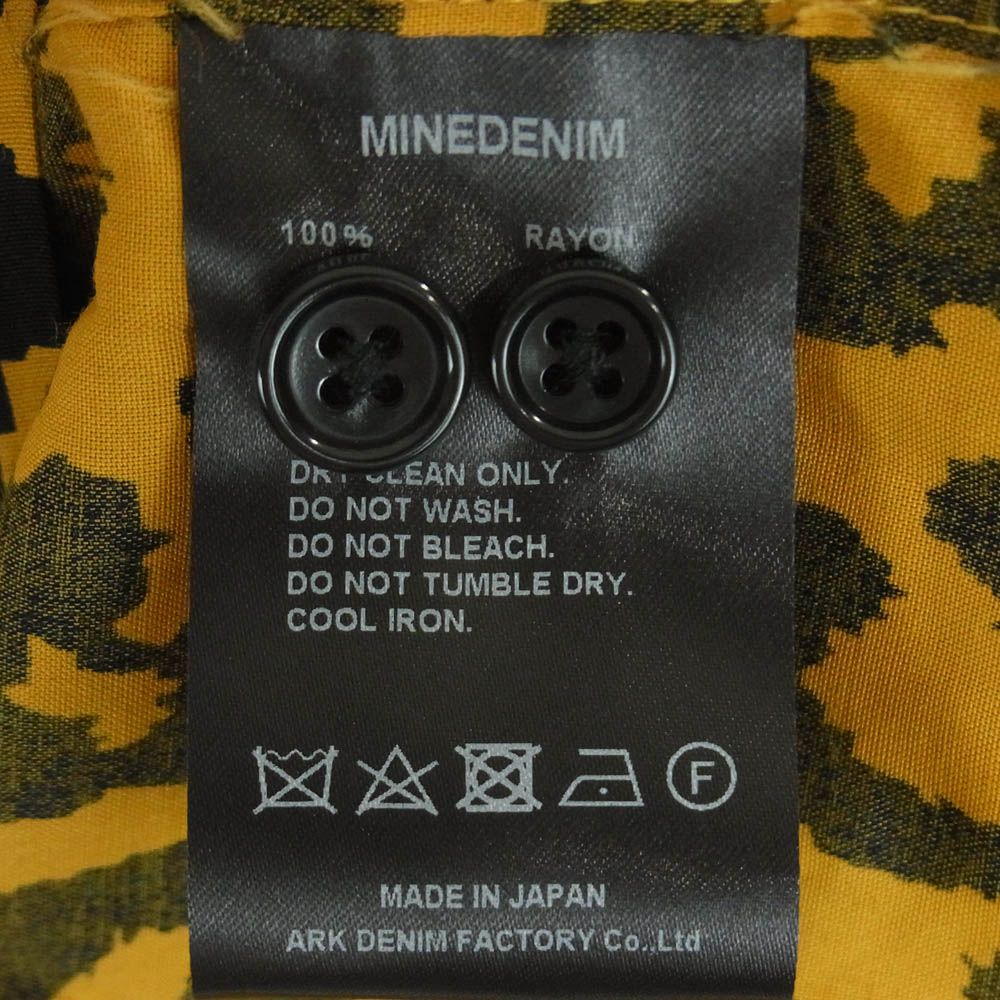 MINEDENIM
100% RAYON
DRY CLEAN ONLY.
DO NOT WASH.
DO NOT BLEACH.
DO NOT TUMBLE DRY.
COOL IRON.
F
MADE IN JAPAN
ARK DENIM FACTORY Co.,Ltd